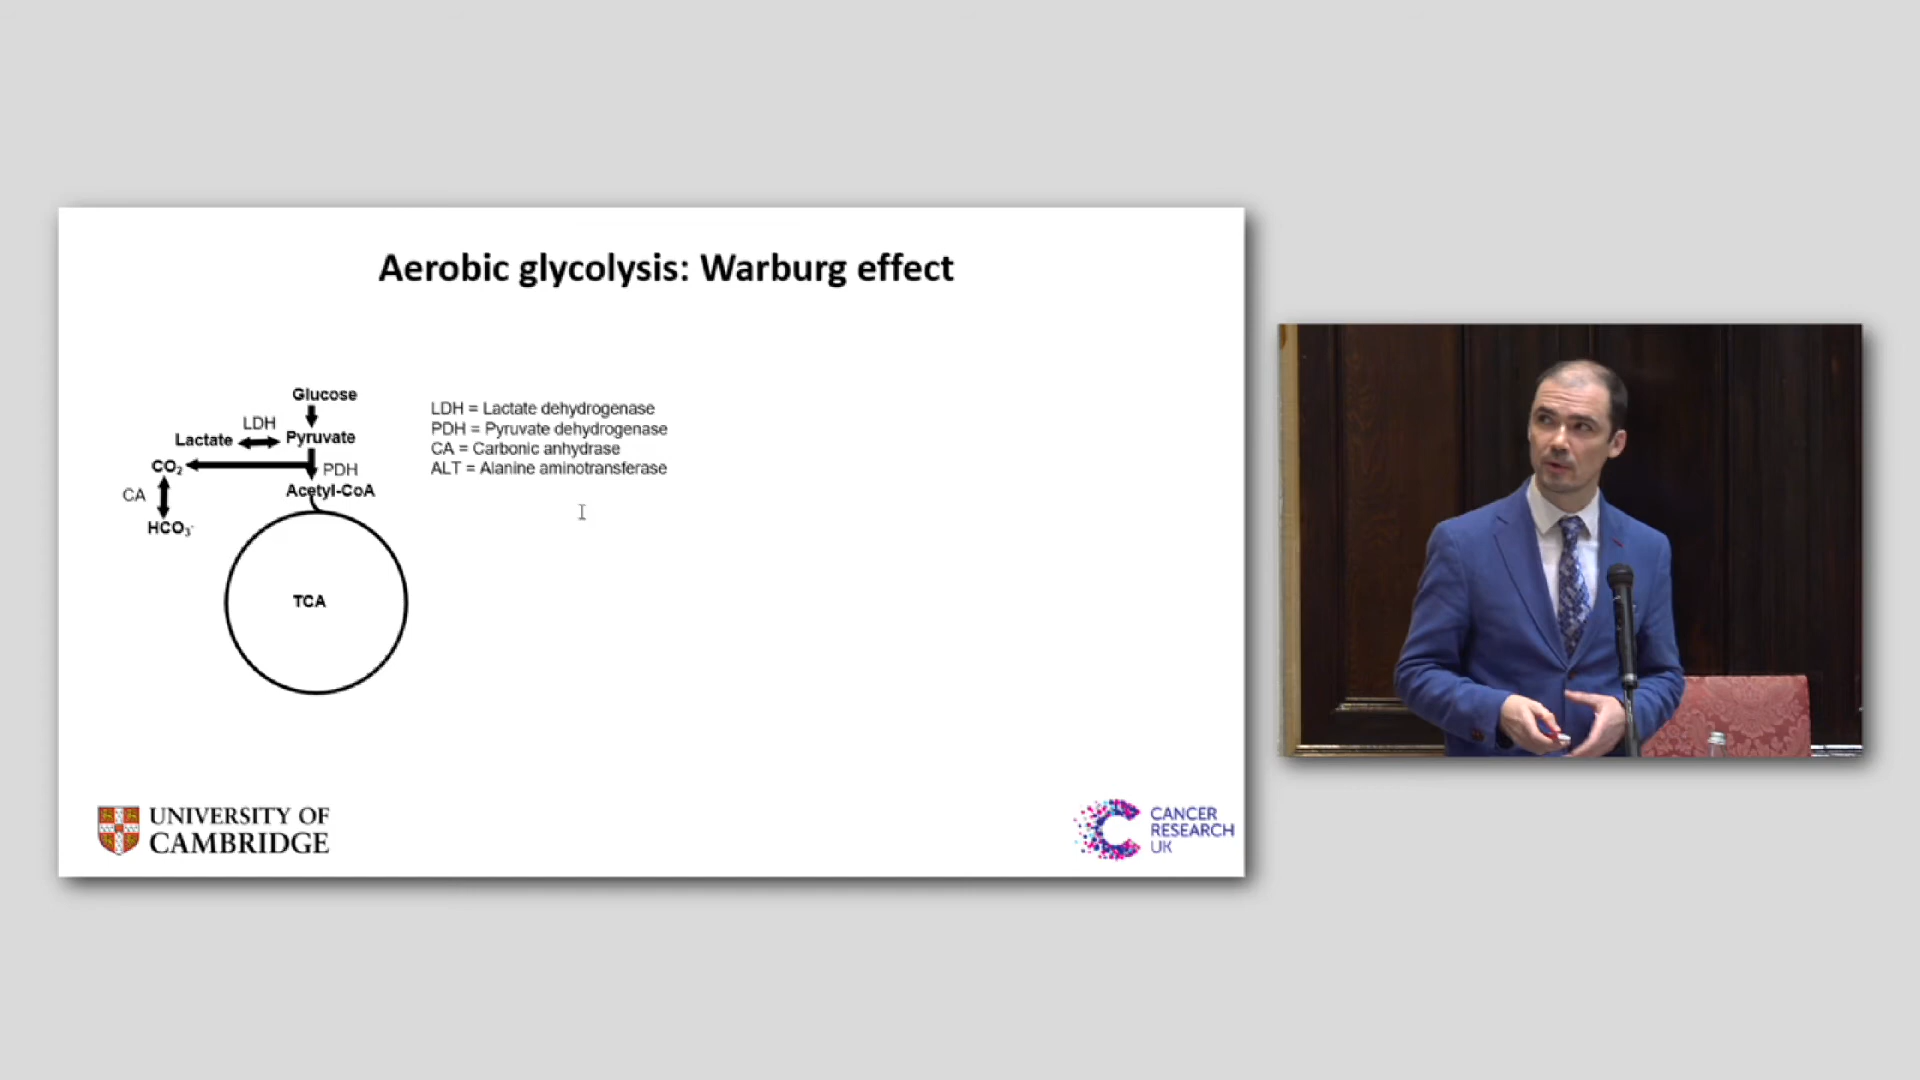 Aerobic glycolysis: Warburg effect
Glucose
LDH
Lactate
Pyruvate
CO₂
PDH
CA
Acetyl-CoA
HCO₃⁻
TCA
LDH = Lactate dehydrogenase
PDH = Pyruvate dehydrogenase
CA = Carbonic anhydrase
ALT = Alanine aminotransferase
UNIVERSITY OF
CAMBRIDGE
CANCER
RESEARCH
UK